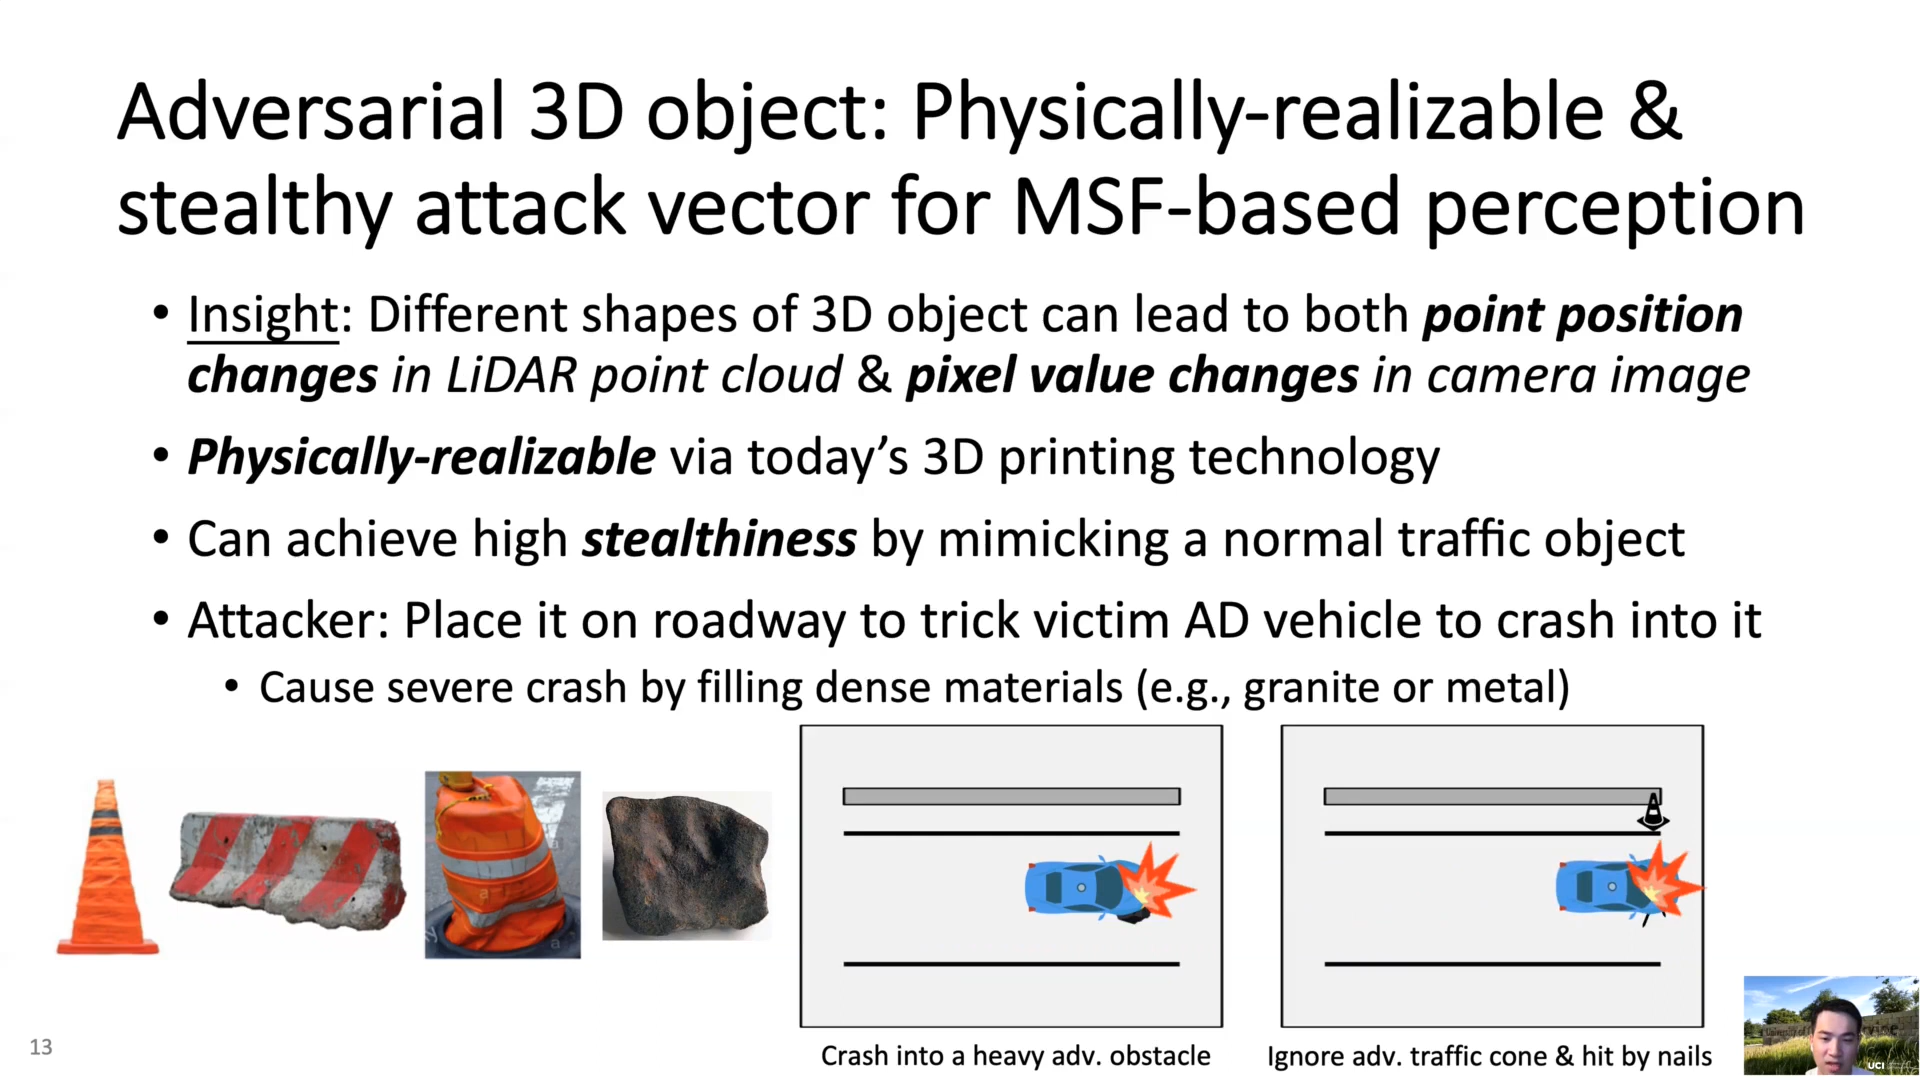 Adversarial 3D object: Physically-realizable &
stealthy attack vector for MSF-based perception
• Insight: Different shapes of 3D object can lead to both point position
changes in LiDAR point cloud & pixel value changes in camera image
• Physically-realizable via today’s 3D printing technology
• Can achieve high stealthiness by mimicking a normal traffic object
• Attacker: Place it on roadway to trick victim AD vehicle to crash into it
• Cause severe crash by filling dense materials (e.g., granite or metal)
Crash into a heavy adv. obstacle
Ignore adv. traffic cone & hit by nails
13
UCI